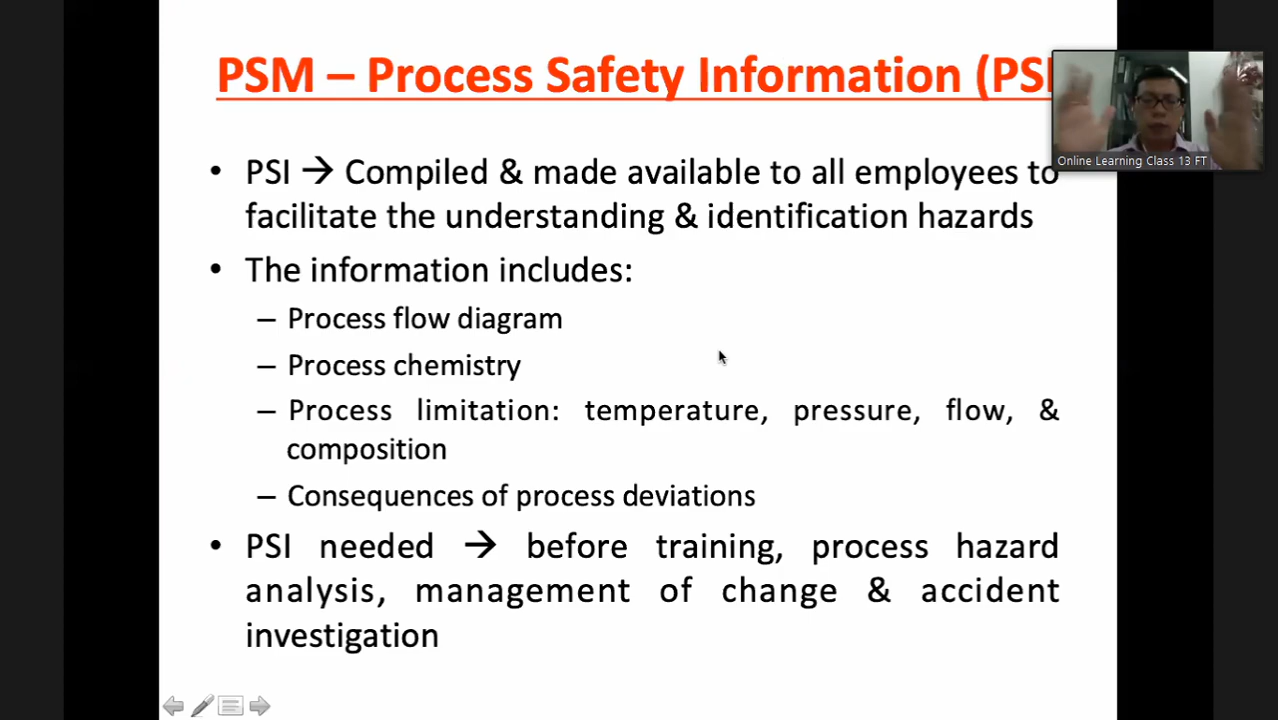 PSM – Process Safety Information (PSI
• PSI → Compiled & made available to all employees to
facilitate the understanding & identification hazards
• The information includes:
– Process flow diagram
– Process chemistry
– Process limitation: temperature, pressure, flow, &
composition
– Consequences of process deviations
• PSI needed → before training, process hazard
analysis, management of change & accident
investigation
Online Learning Class 13 FT